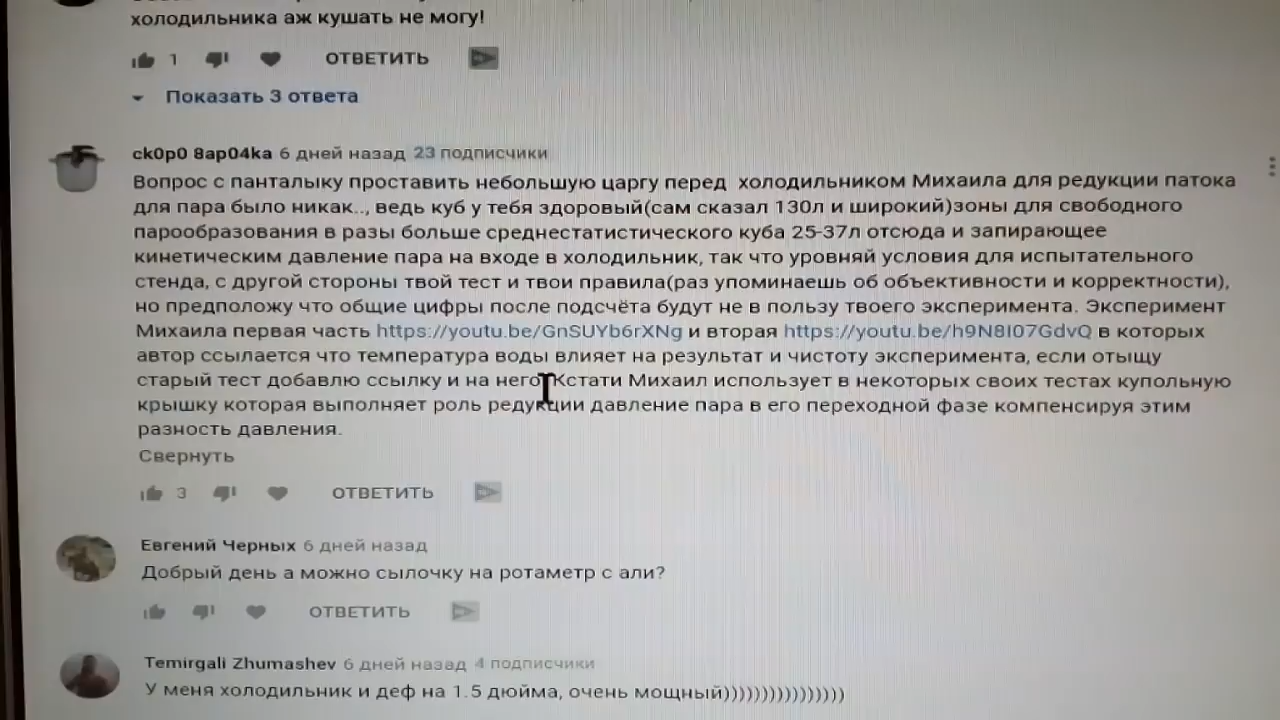 холодильника аж кушать не могу!
1 ОТВЕТИТЬ
Показать 3 ответа
ck0p0 8ap04ka 6 дней назад 23 подписчики
Вопрос с панталыку проставить небольшую царгу перед холодильником Михаила для редукции патока
для пара было никак.., ведь куб у тебя здоровый(сам сказал 130л и широкий)зоны для свободного
парообразования в разы больше среднестатистического куба 25-37л отсюда и запирающее
кинетическим давление пара на входе в холодильник, так что уровняй условия для испытательного
стенда, с другой стороны твой тест и твои правила(раз упоминаешь об объективности и корректности),
но предположу что общие цифры после подсчёта будут не в пользу твоего эксперимента. Эксперимент
Михаила первая часть https://youtu.be/GnSUYb6rXNg и вторая https://youtu.be/h9N8I07GdvQ в которых
автор ссылается что температура воды влияет на результат и чистоту эксперимента, если отыщу
старый тест добавлю ссылку и на него. Кстати Михаил использует в некоторых своих тестах купольную
крышку которая выполняет роль редукции давление пара в его переходной фазе компенсируя этим
разность давления.
Свернуть
3 ОТВЕТИТЬ
Евгений Черных 6 дней назад
Добрый день а можно сылочку на ротаметр с али?
ОТВЕТИТЬ
Temirgali Zhumashev 6 дней назад 4 подписчики
У меня холодильник и деф на 1.5 дюйма, очень мощный))))))))))))))))